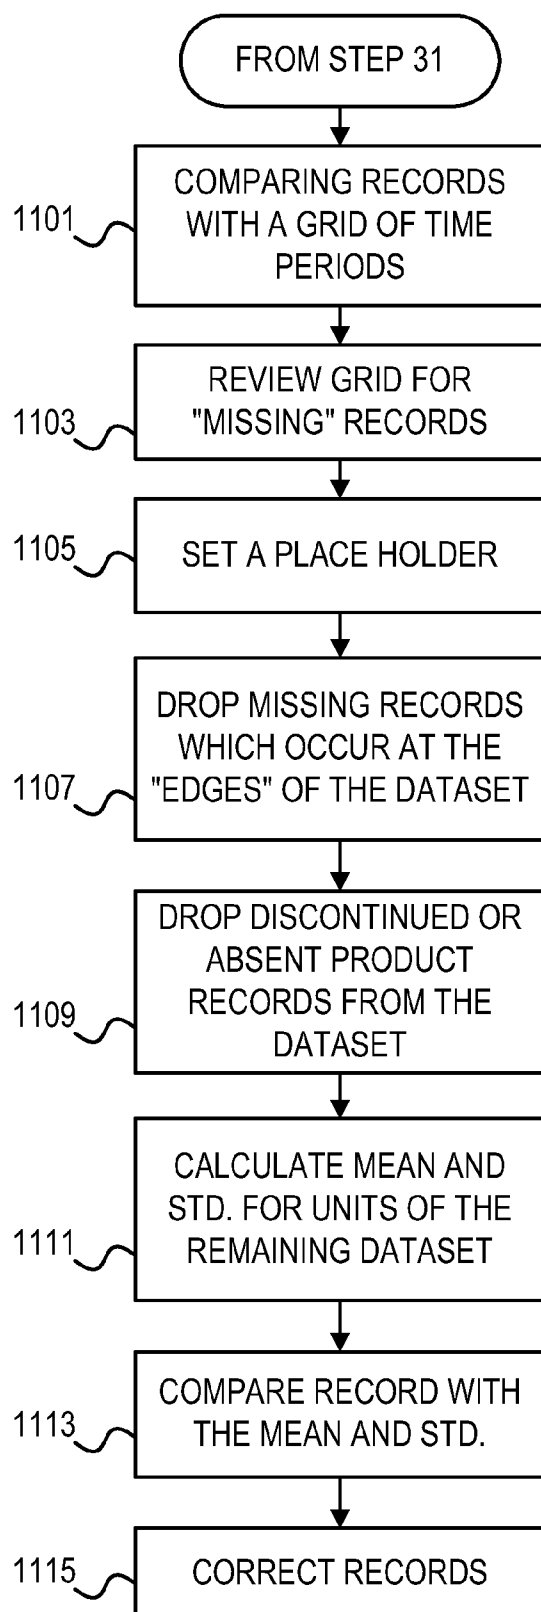 FROM STEP 31
1101
COMPARING RECORDS
WITH A GRID OF TIME
PERIODS
1103
REVIEW GRID FOR
"MISSING" RECORDS
1105
SET A PLACE HOLDER
1107
DROP MISSING RECORDS
WHICH OCCUR AT THE
"EDGES" OF THE DATASET
1109
DROP DISCONTINUED OR
ABSENT PRODUCT
RECORDS FROM THE
DATASET
1111
CALCULATE MEAN AND
STD. FOR UNITS OF THE
REMAINING DATASET
1113
COMPARE RECORD WITH
THE MEAN AND STD.
1115
CORRECT RECORDS